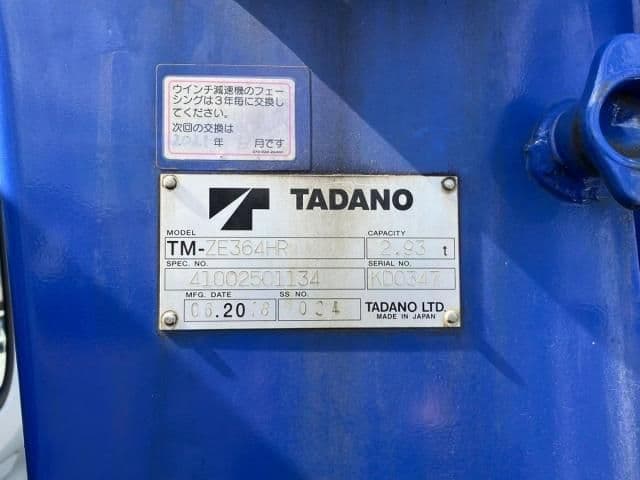 ウインチ減速機のフェー
シングは３年毎に交換し
てください。
次回の交換は
年 月です
TADANO
MODEL CAPACITY
TM-ZE364HR 2.93 t
SPEC. NO. SERIAL NO.
41002501134 KD0347
MFG. DATE SS NO.
06.2018 004 TADANO LTD.
MADE IN JAPAN